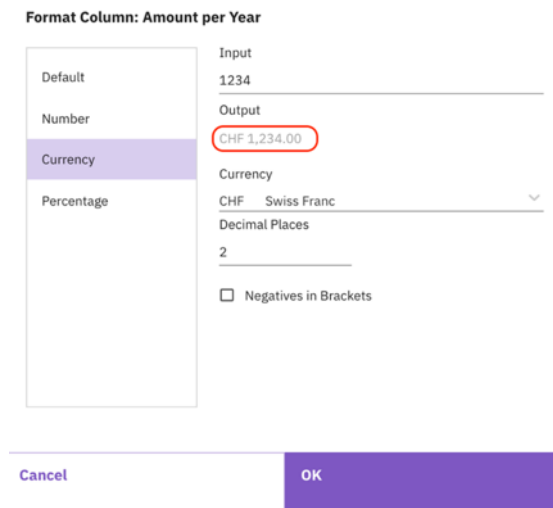 Format Column: Amount per Year
Default
Number
Currency
Percentage
Input
1234
Output
CHF 1,234.00
Currency
CHF Swiss Franc
Decimal Places
2
Negatives in Brackets
Cancel
OK